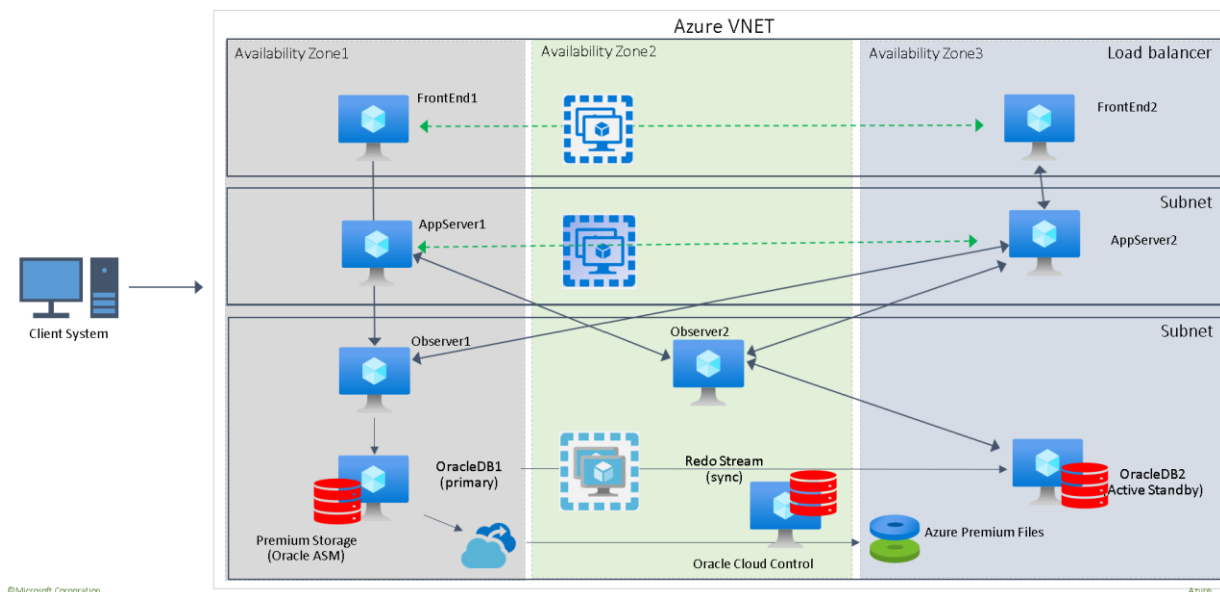 Azure VNET
Availability Zone1
Availability Zone2
Availability Zone3
Load balancer
FrontEnd1
FrontEnd2
Subnet
AppServer1
AppServer2
Client System
Subnet
Observer1
Observer2
OracleDB1
(primary)
Redo Stream
(sync)
OracleDB2
(Active Standby)
Premium Storage
(Oracle ASM)
Azure Premium Files
Oracle Cloud Control
©Microsoft Corporation
Azure